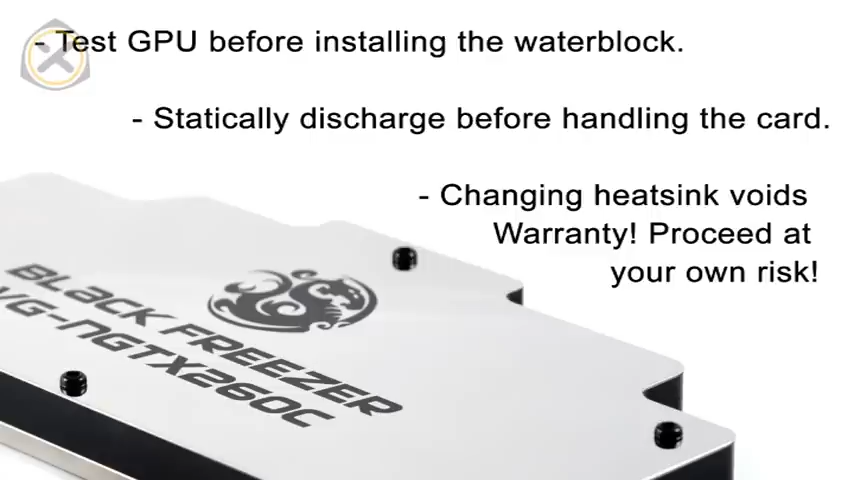 - Test GPU before installing the waterblock.
- Statically discharge before handling the card.
- Changing heatsink voids
Warranty! Proceed at
your own risk!
BLACK FREEZER
VG-NGTX260C